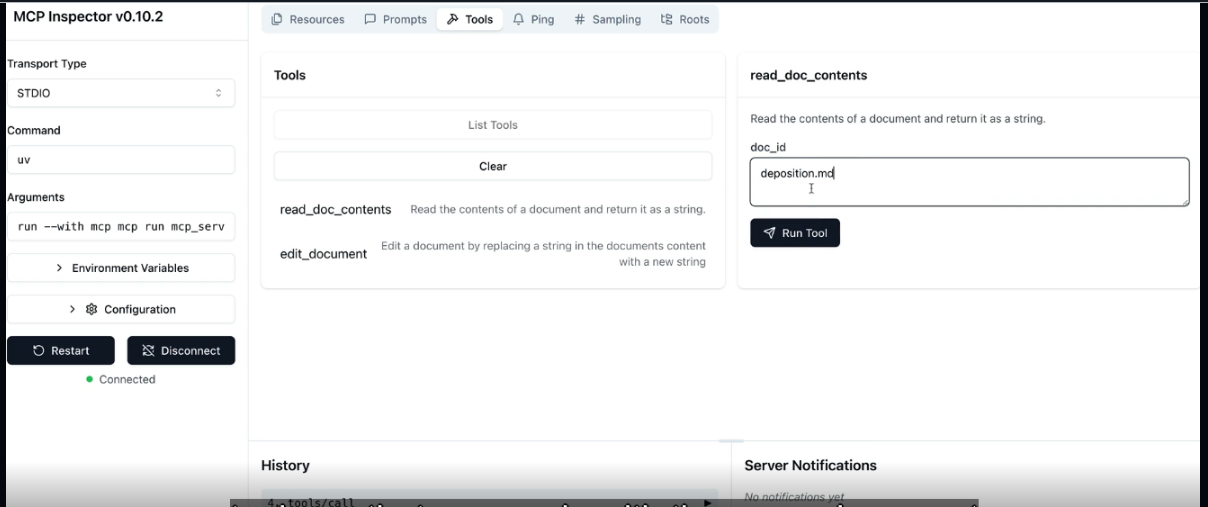 MCP Inspector v0.10.2
Transport Type
STDIO
Command
uv
Arguments
run --with mcp mcp run mcp_serv
Environment Variables
Configuration
Restart Disconnect
Connected
Resources Prompts Tools Ping Sampling Roots
Tools
List Tools
Clear
read_doc_contents Read the contents of a document and return it as a string.
edit_document Edit a document by replacing a string in the documents content
with a new string
read_doc_contents
Read the contents of a document and return it as a string.
doc_id
deposition.md
Run Tool
History
4. tools/call
Server Notifications
No notifications yet